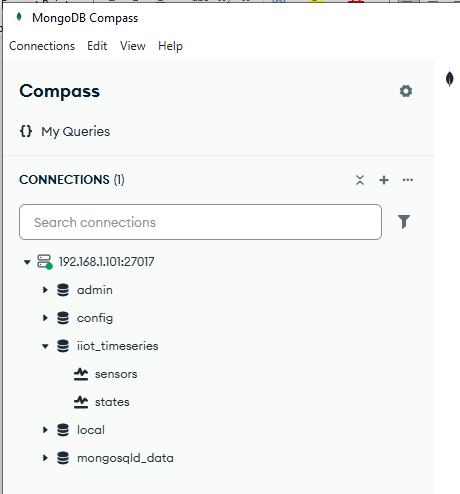 MongoDB Compass
Connections Edit View Help
Compass
{} My Queries
CONNECTIONS (1)
Search connections
192.168.1.101:27017
admin
config
iiot_timeseries
sensors
states
local
mongosqld_data